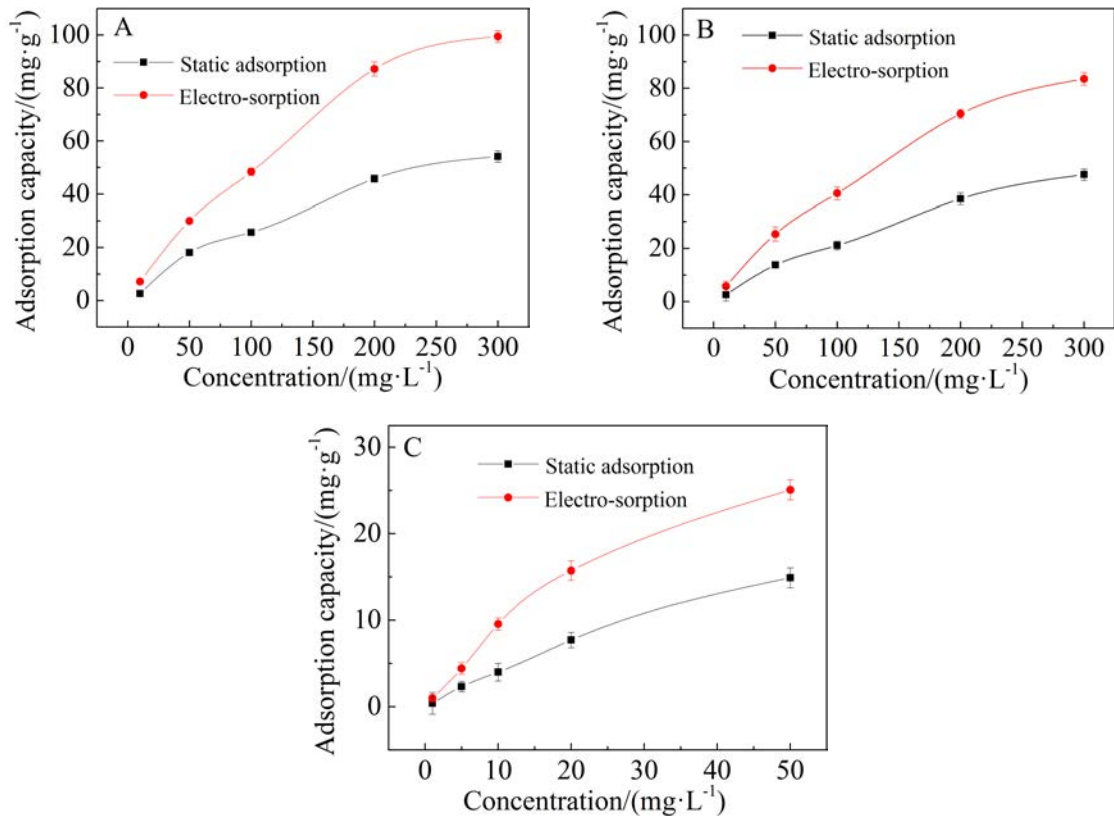 A
Static adsorption
Electro-sorption
Adsorption capacity/(mg·g⁻¹)
100
80
60
40
20
0
0 50 100 150 200 250 300
Concentration/(mg·L⁻¹)
B
Static adsorption
Electro-sorption
Adsorption capacity/(mg·g⁻¹)
100
80
60
40
20
0
0 50 100 150 200 250 300
Concentration/(mg·L⁻¹)
C
Static adsorption
Electro-sorption
Adsorption capacity/(mg·g⁻¹)
30
20
10
0
0 10 20 30 40 50
Concentration/(mg·L⁻¹)